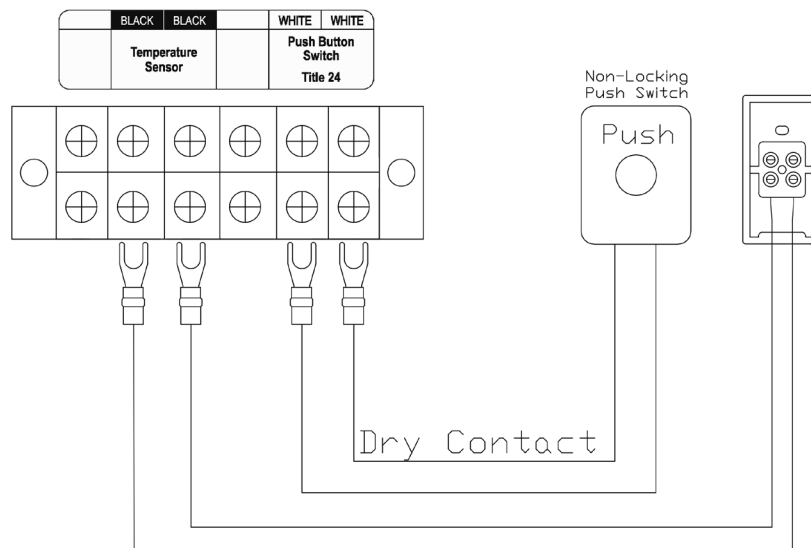 BLACK BLACK WHITE WHITE
Temperature
Sensor
Push Button
Switch
Title 24
Non-Locking
Push Switch
Push
Dry Contact